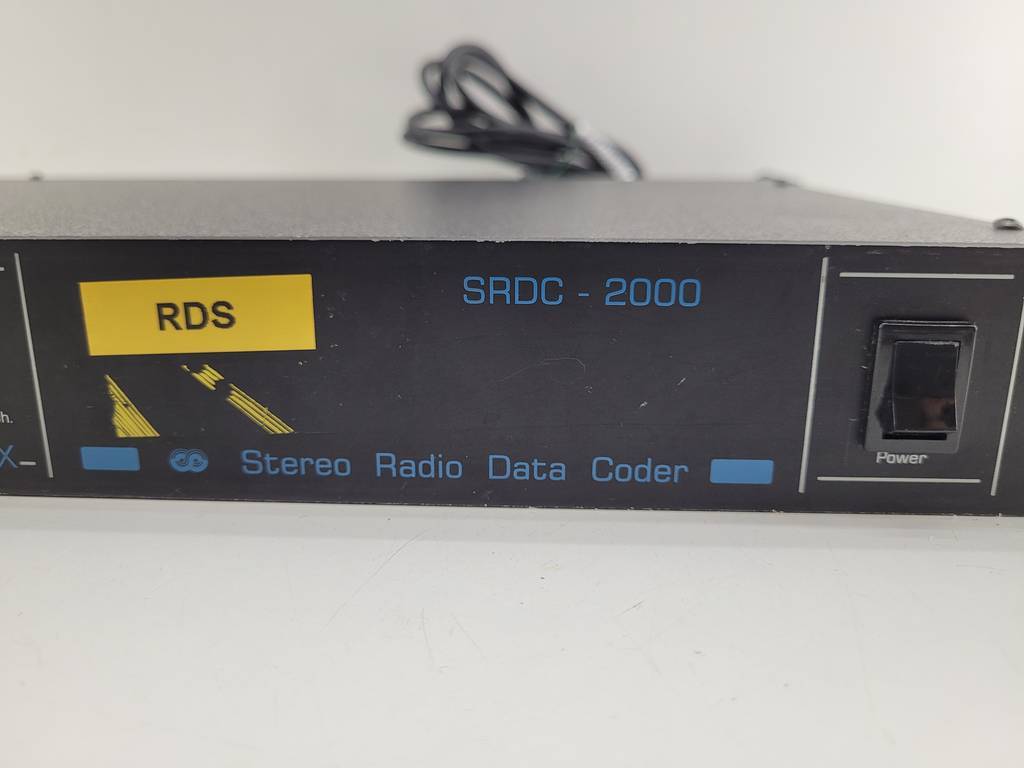 RDS
SRDC - 2000
h.
X
Stereo Radio Data Coder
Power